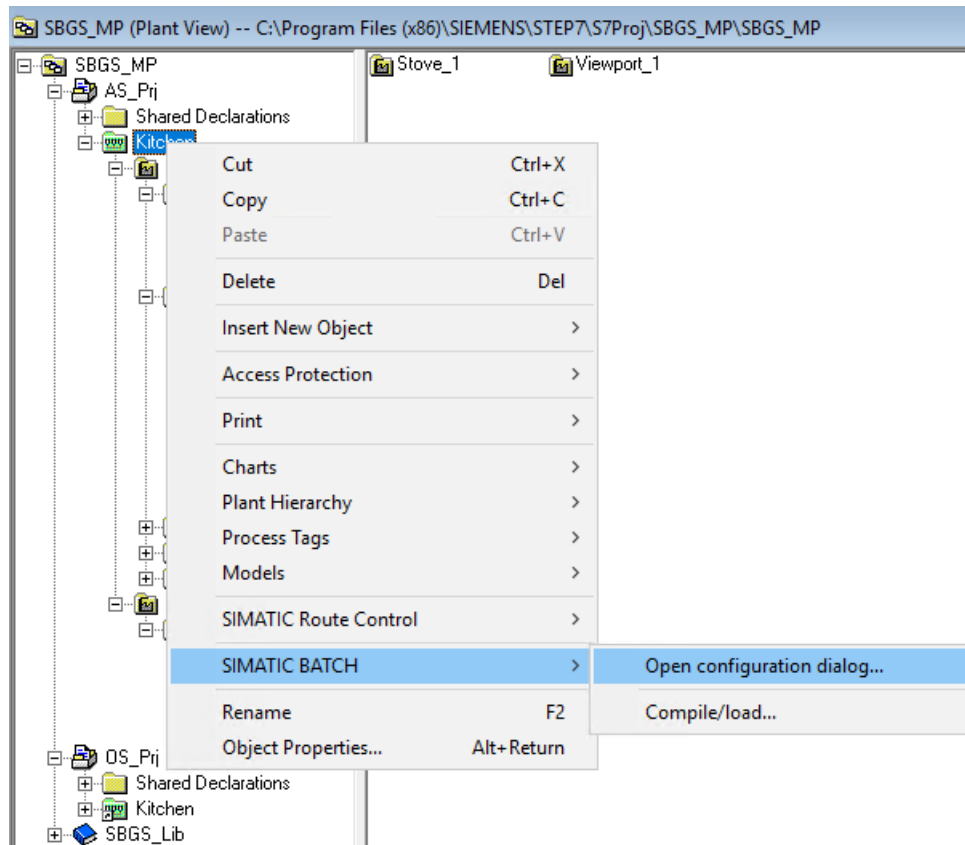 SBGS_MP (Plant View) -- C:\Program Files (x86)\SIEMENS\STEP7\S7Proj\SBGS_MP\SBGS_MP
SBGS_MP
AS_Prj
Shared Declarations
Kitchen
Stove_1 Viewport_1
Cut Ctrl+X
Copy Ctrl+C
Paste Ctrl+V
Delete Del
Insert New Object
Access Protection
Print
Charts
Plant Hierarchy
Process Tags
Models
SIMATIC Route Control
SIMATIC BATCH
Open configuration dialog...
Compile/load...
Rename F2
Object Properties... Alt+Return
OS_Prj
Shared Declarations
Kitchen
SBGS_Lib